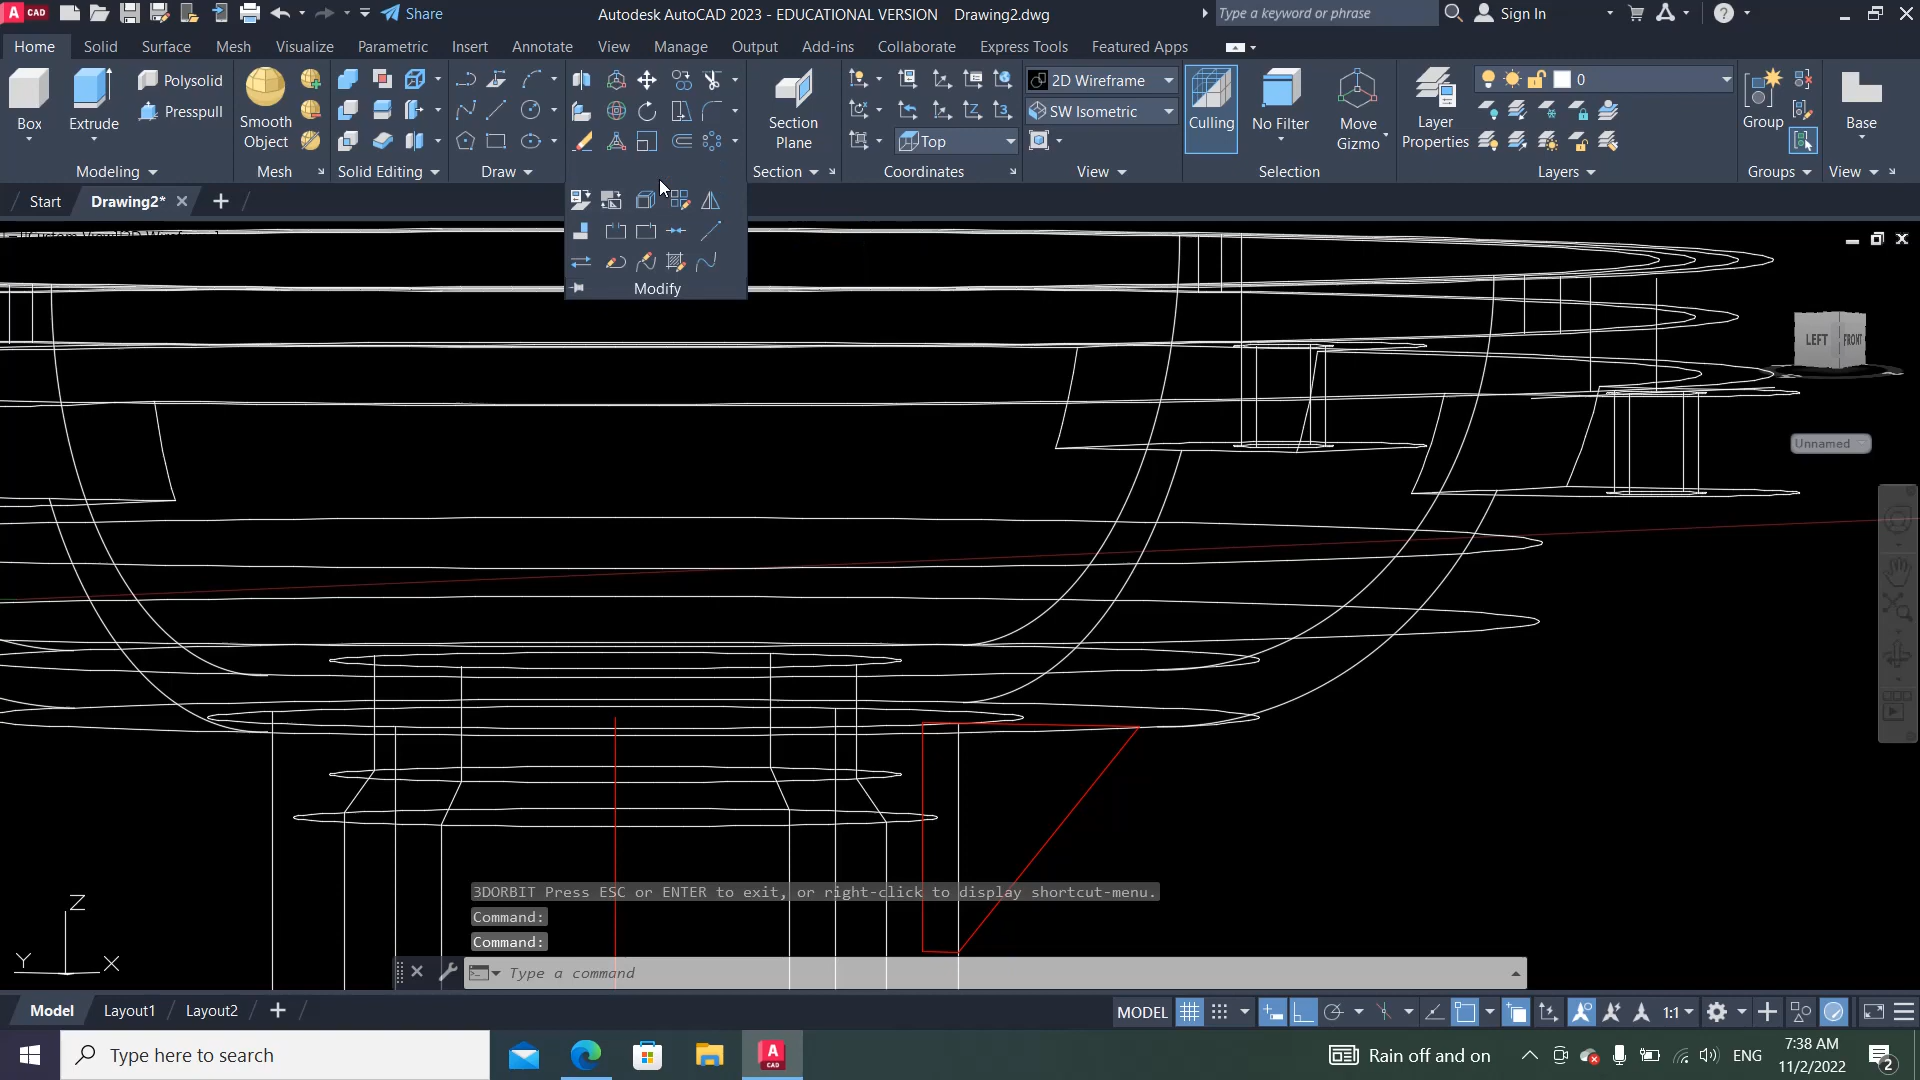 A CAD
Share
Autodesk AutoCAD 2023 - EDUCATIONAL VERSION Drawing2.dwg
Type a keyword or phrase
Sign In
Home Solid Surface Mesh Visualize Parametric Insert Annotate View Manage Output Add-ins Collaborate Express Tools Featured Apps
Box
Extrude
Polysolid
Presspull
Smooth Object
Section Plane
Top
2D Wireframe
SW Isometric
Culling
No Filter
Move Gizmo
Layer Properties
0
Group
Base
Modeling Mesh Solid Editing Draw Section Coordinates View Selection Layers Groups View
Modify
Start Drawing2*
LEFT FRONT
Unnamed
Z
Y X
3DORBIT Press ESC or ENTER to exit, or right-click to display shortcut-menu.
Command:
Command:
Type a command
Model Layout1 Layout2
MODEL
1:1
Type here to search
A CAD
Rain off and on
ENG
7:38 AM
11/2/2022
2